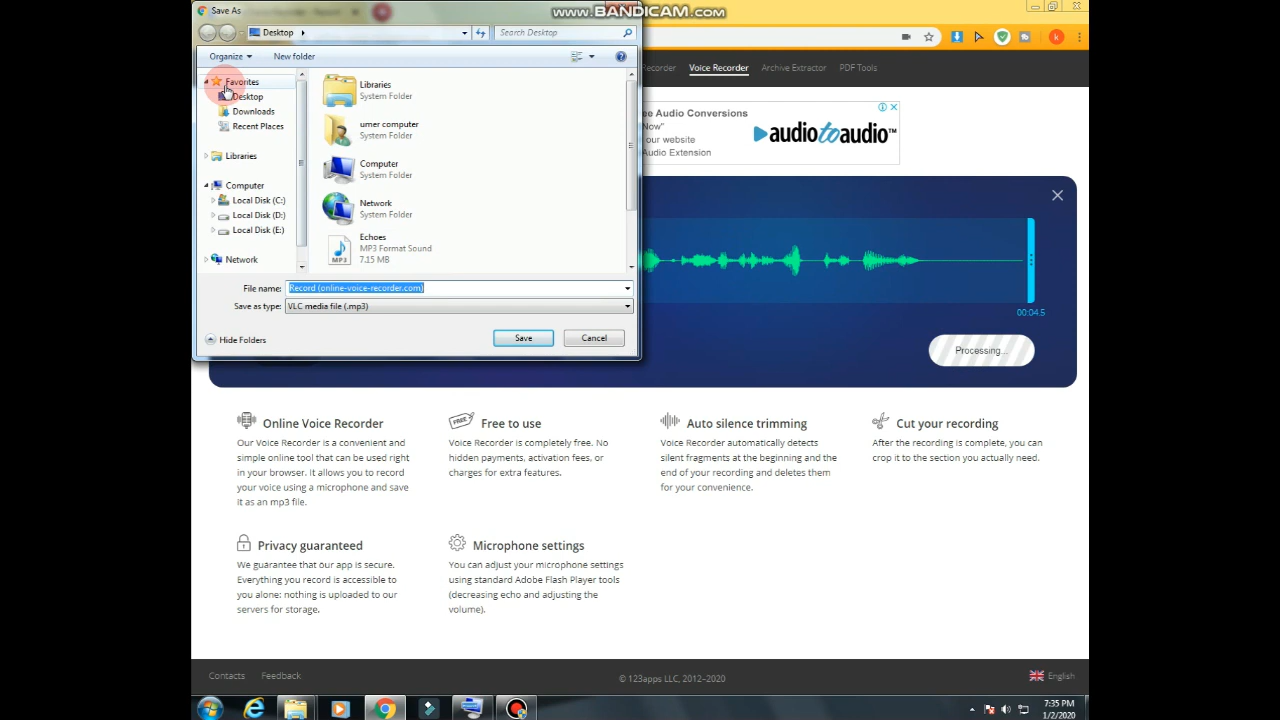 Save As
www.BANDICAM.com
Desktop
Search Desktop
Organize
New folder
Recorder
Voice Recorder
Archive Extractor
PDF Tools
Favorites
Desktop
Downloads
Recent Places
Libraries
Computer
Local Disk (C:)
Local Disk (D:)
Local Disk (E:)
Network
Libraries
System Folder
umer computer
System Folder
Computer
System Folder
Network
System Folder
Echoes
MP3 Format Sound
7.15 MB
MP3
File name:
Record (online-voice-recorder.com)
Save as type:
VLC media file (.mp3)
Hide Folders
Save
Cancel
ee Audio Conversions
Now"
our website
Audio Extension
audiotoaudio™
k
00:04.5
Processing...
Online Voice Recorder
Our Voice Recorder is a convenient and
simple online tool that can be used right
in your browser. It allows you to record
your voice using a microphone and save
it as an mp3 file.
FREE
Free to use
Voice Recorder is completely free. No
hidden payments, activation fees, or
charges for extra features.
Auto silence trimming
Voice Recorder automatically detects
silent fragments at the beginning and the
end of your recording and deletes them
for your convenience.
Cut your recording
After the recording is complete, you can
crop it to the section you actually need.
Privacy guaranteed
We guarantee that our app is secure.
Everything you record is accessible to
you alone: nothing is uploaded to our
servers for storage.
Microphone settings
You can adjust your microphone settings
using standard Adobe Flash Player tools
(decreasing echo and adjusting the
volume).
Contacts
Feedback
© 123apps LLC, 2012–2020
English
7:35 PM
1/2/2020